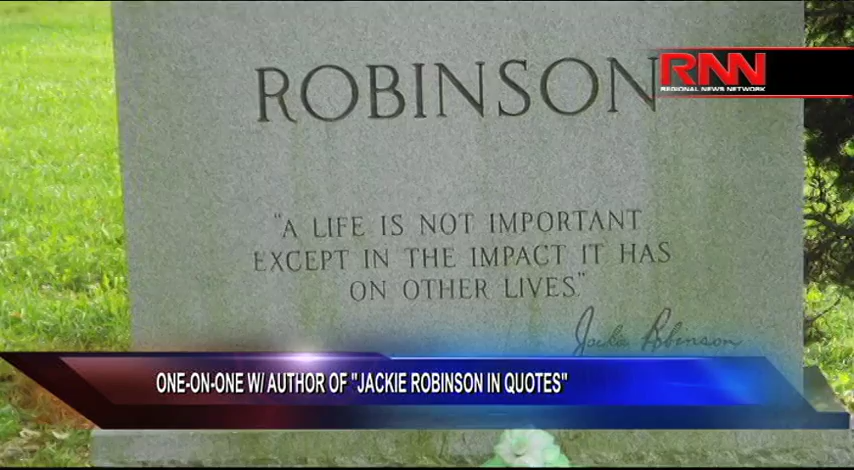 ROBINSON
RNN
REGIONAL NEWS NETWORK
"A LIFE IS NOT IMPORTANT
EXCEPT IN THE IMPACT IT HAS
ON OTHER LIVES."
Jackie Robinson
ONE-ON-ONE W/ AUTHOR OF "JACKIE ROBINSON IN QUOTES"